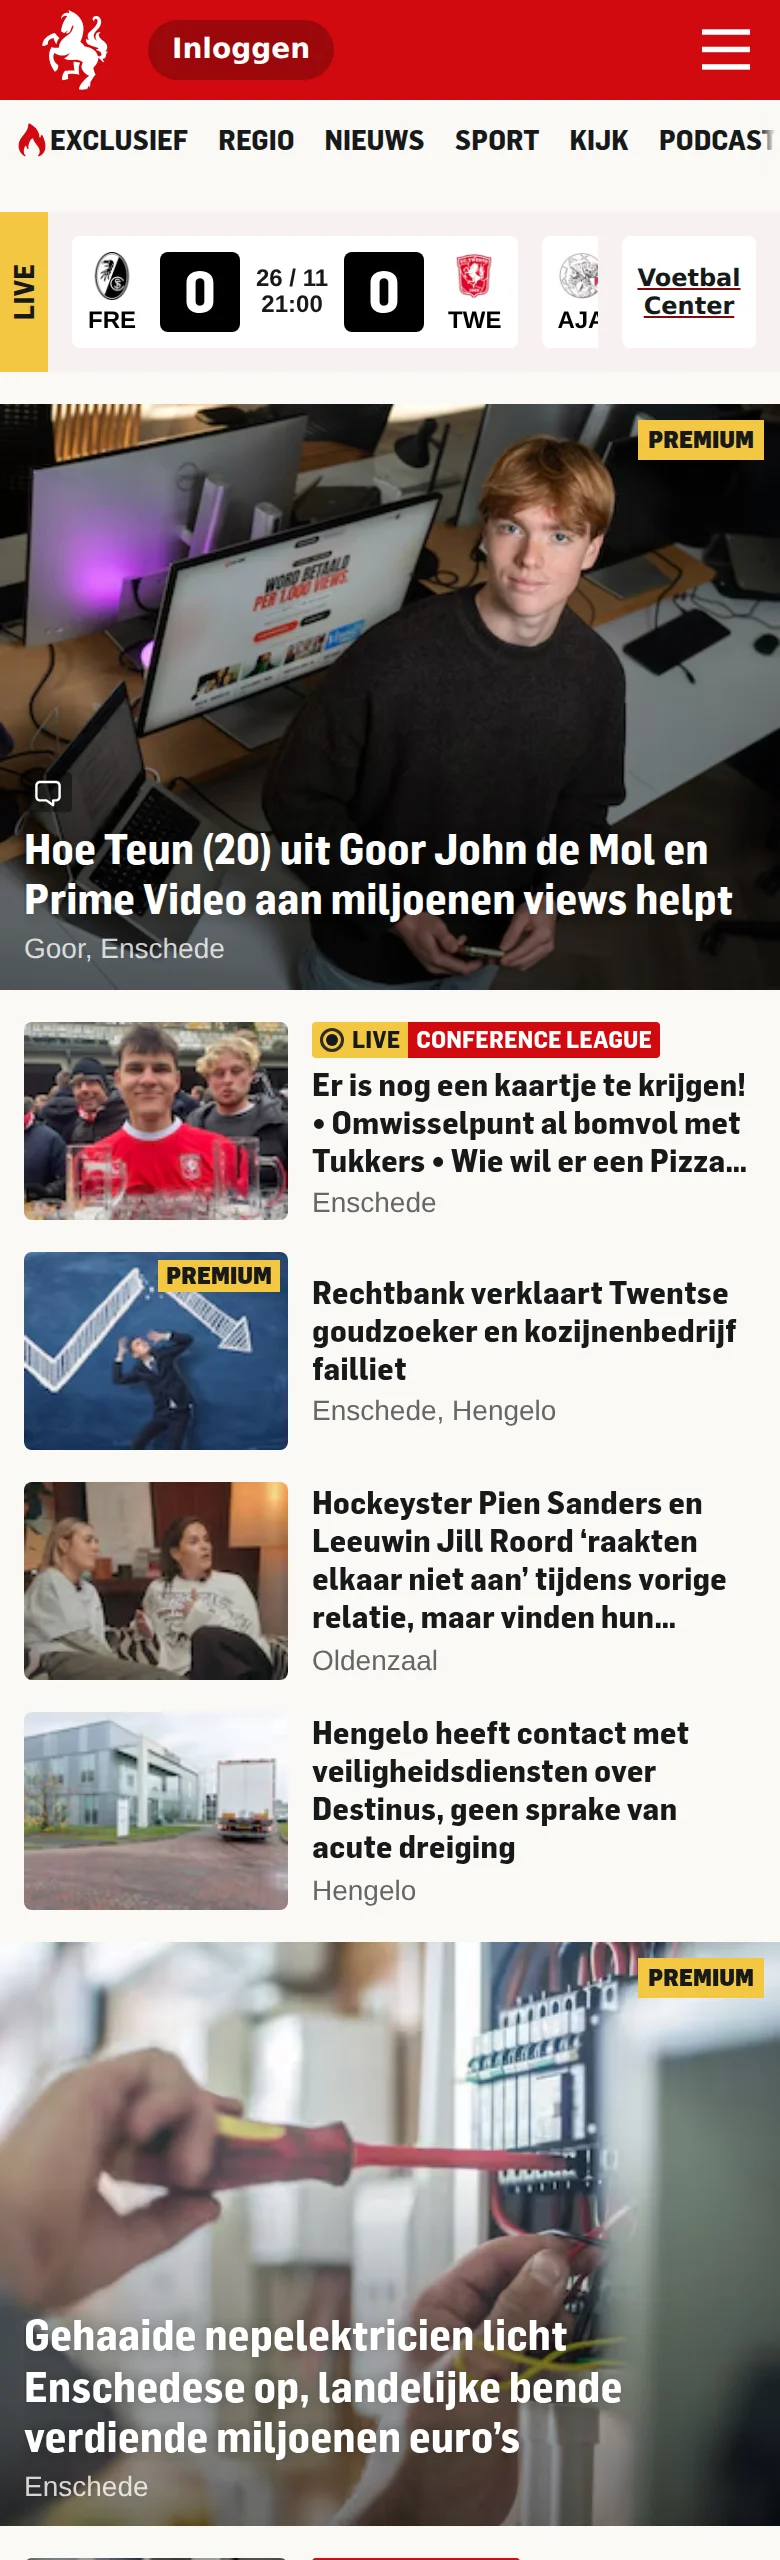 Inloggen
EXCLUSIEF REGIO NIEUWS SPORT KIJK PODCAST
LIVE
FRE 0 26 / 11 21:00 0 TWE
AJA
Voetbal
Center
PREMIUM
WORD BETAALD
PER 1.000 VIEWS.
Hoe Teun (20) uit Goor John de Mol en
Prime Video aan miljoenen views helpt
Goor, Enschede
LIVE CONFERENCE LEAGUE
Er is nog een kaartje te krijgen!
• Omwisselpunt al bomvol met
Tukkers • Wie wil er een Pizza...
Enschede
PREMIUM
Rechtbank verklaart Twentse
goudzoeker en kozijnenbedrijf
failliet
Enschede, Hengelo
Hockeyster Pien Sanders en
Leeuwin Jill Roord ‘raakten
elkaar niet aan’ tijdens vorige
relatie, maar vinden hun...
Oldenzaal
Hengelo heeft contact met
veiligheidsdiensten over
Destinus, geen sprake van
acute dreiging
Hengelo
PREMIUM
Gehaaide nepelektricien licht
Enschedese op, landelijke bende
verdiende miljoenen euro’s
Enschede